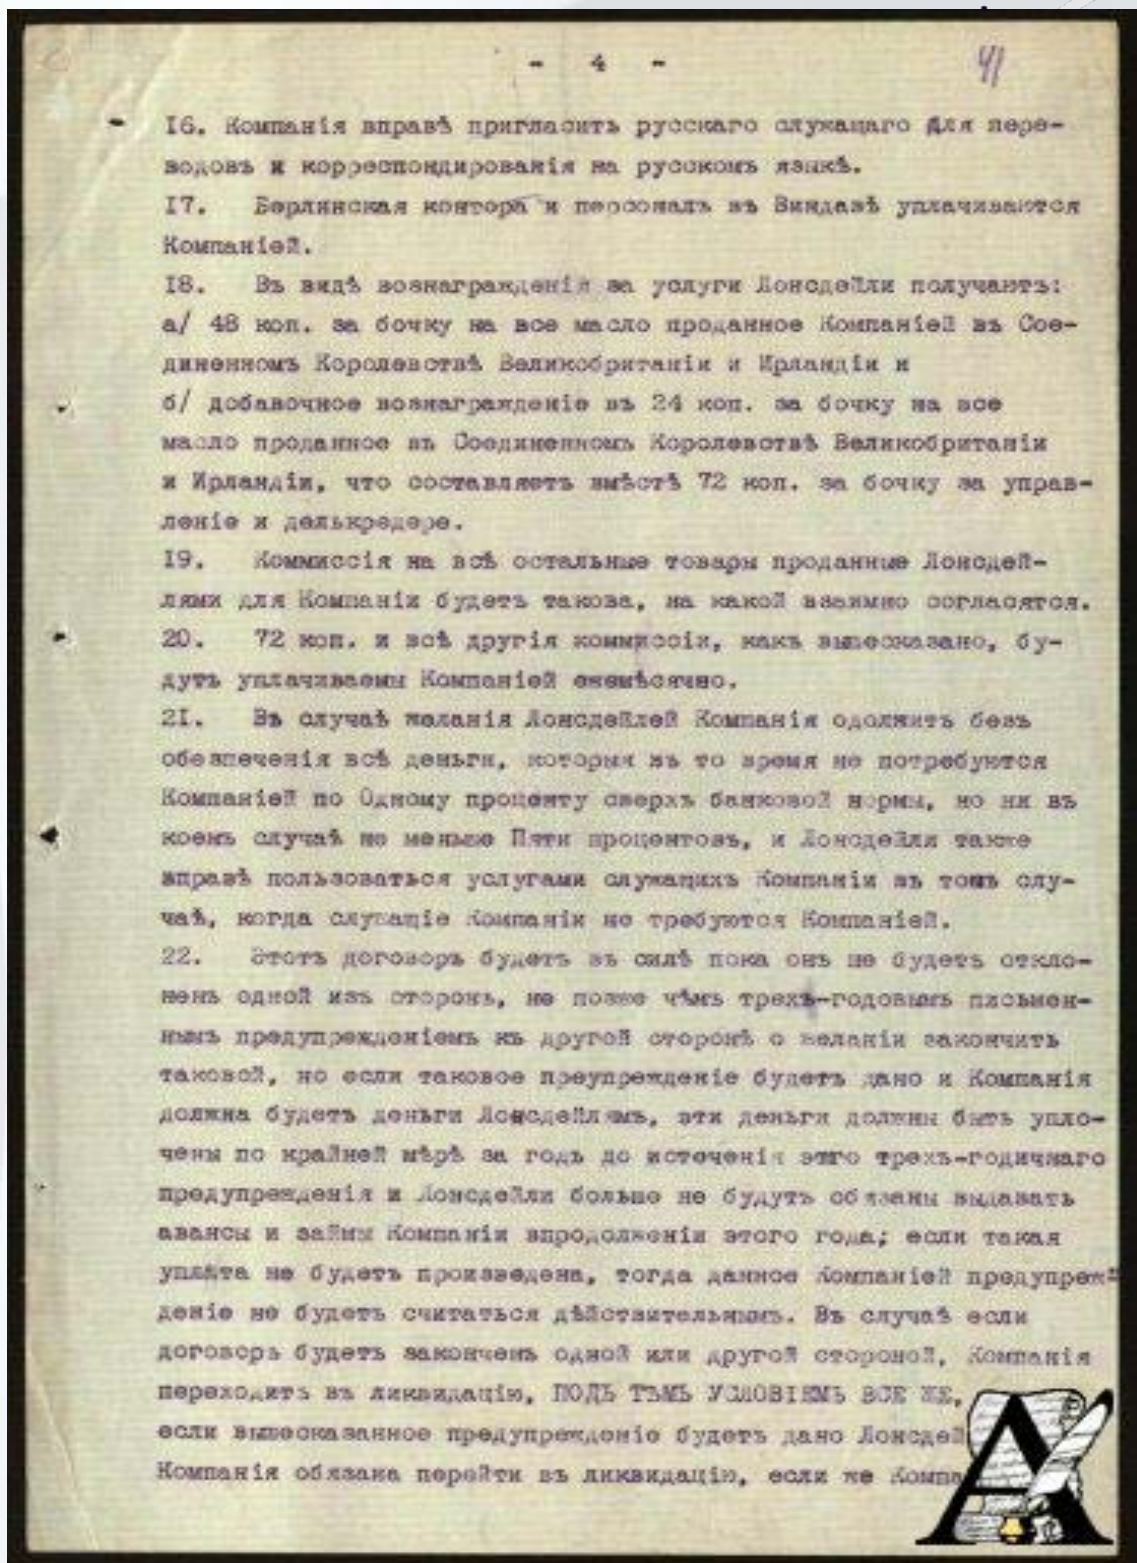 - 4 -
41
16. Компанія вправѣ пригласить русскаго служащаго для пере-
водовъ и корреспондированія на русскомъ языкѣ.
17. Берлинская контора и персоналъ въ Виндавѣ уплачиваются
Компаніей.
18. Въ видѣ вознагражденія за услуги Лонсдейли получаютъ:
а/ 48 коп. за бочку на все масло проданное Компаніей въ Сое-
диненномъ Королевствѣ Великобританіи и Ирландіи и
б/ добавочное вознагражденіе въ 24 коп. за бочку на все
масло проданное въ Соединенномъ Королевствѣ Великобританіи
и Ирландіи, что составляетъ вмѣстѣ 72 коп. за бочку за управ-
леніе и делькредере.
19. Коммиссія на всѣ остальные товары проданные Лонсдей-
лями для Компаніи будетъ такова, на какой взаимно согласятся.
20. 72 коп. и всѣ другія коммиссіи, какъ вышесказано, бу-
дутъ уплачиваемы Компаніей ежемѣсячно.
21. Въ случаѣ желанія Лонсдейлей Компанія одолжитъ безъ
обезпеченія всѣ деньги, которыя въ то время не потребуются
Компаніей по Одному проценту сверхъ банковой нормы, но ни въ
коемъ случаѣ не меньше Пяти процентовъ, и Лонсдейли также
вправѣ пользоваться услугами служащихъ Компаніи въ томъ слу-
чаѣ, когда служащіе Компаніи не требуются Компаніей.
22. Этотъ договоръ будетъ въ силѣ пока онъ не будетъ откло-
ненъ одной изъ сторонъ, не позже чѣмъ трехъ-годовымъ письмен-
нымъ предупрежденіемъ къ другой сторонѣ о желаніи закончить
таковой, но если таковое преупрежденіе будетъ дано и Компанія
должна будетъ деньги Лонсдейлямъ, эти деньги должны быть упло-
чены по крайней мѣрѣ за годъ до истеченія этго трехъ-годичнаго
предупрежденія и Лонсдейли больше не будутъ обязаны выдавать
авансы и займы Компаніи впродолженіи этого года; если такая
уплата не будетъ произведена, тогда данное Компаніей предупреж-
деніе не будетъ считаться дѣйствительнымъ. Въ случаѣ если
договоръ будетъ законченъ одной или другой стороной, Компанія
переходитъ въ ликвидацію, ПОДЪ ТѢМЪ УСЛОВІЕМЪ ВСЕ ЖЕ,
если вышесказанное предупрежденіе будетъ дано Лонсдей
Компанія обязана перейти въ ликвидацію, если же Компа